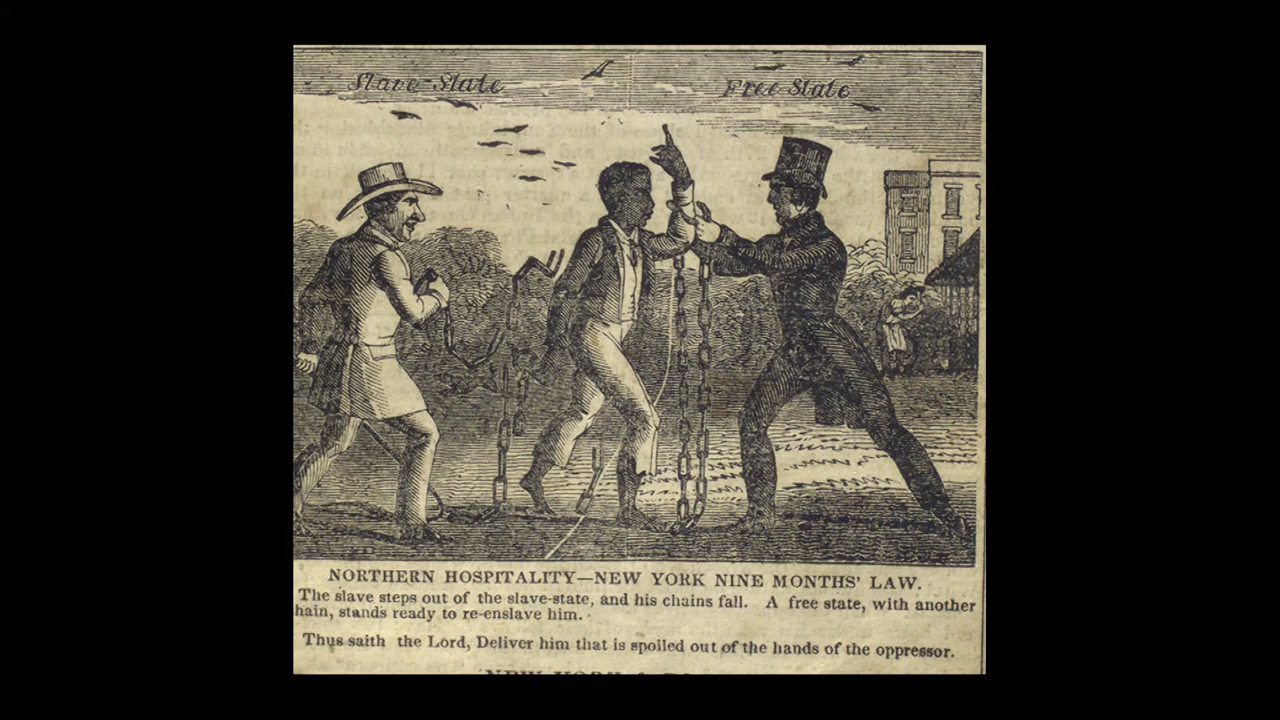 Slave-State
Free State
NORTHERN HOSPITALITY—NEW YORK NINE MONTHS' LAW.
The slave steps out of the slave-state, and his chains fall. A free state, with another
hain, stands ready to re-enslave him.
Thus saith the Lord, Deliver him that is spoiled out of the hands of the oppressor.